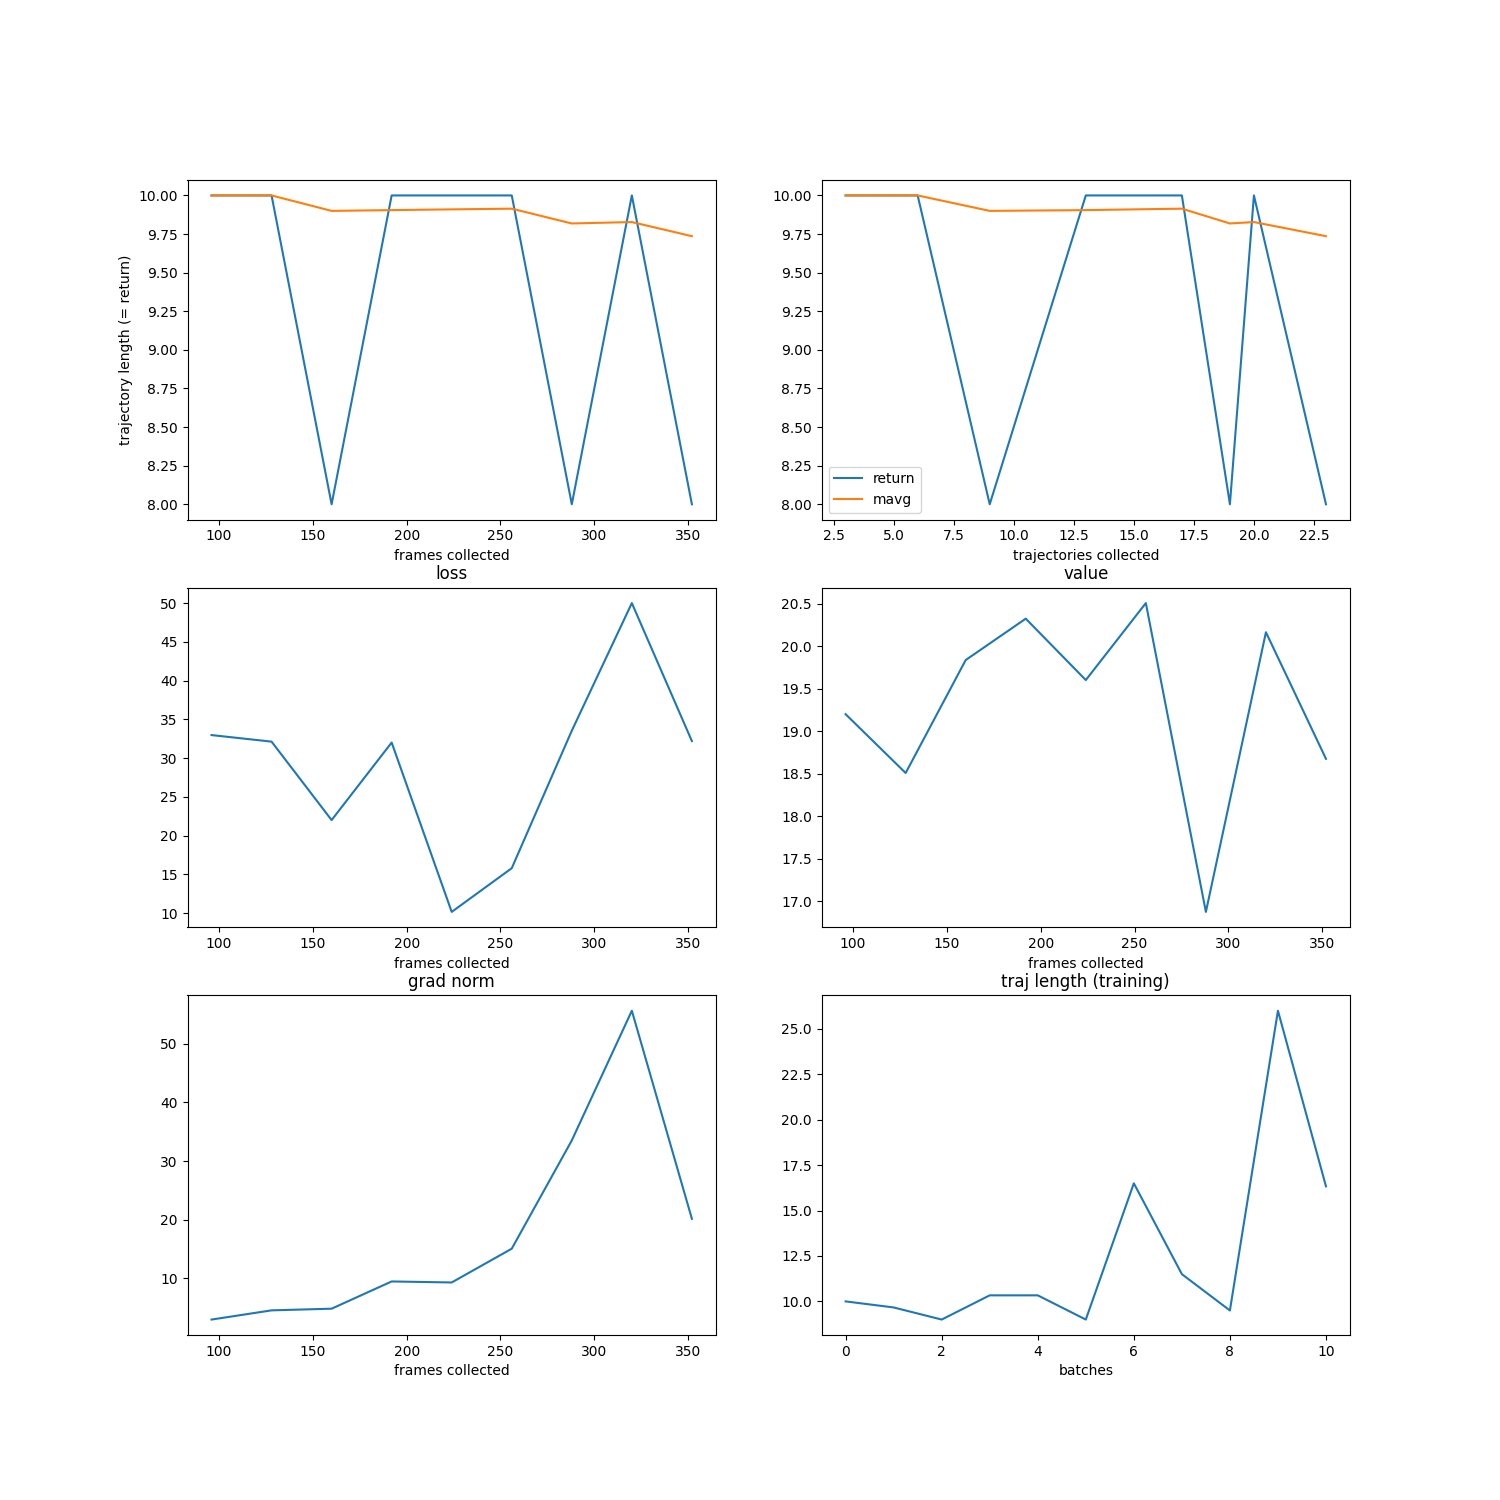 10.00
9.75
9.50
9.25
9.00
8.75
8.50
8.25
8.00
trajectory length (= return)
100 150 200 250 300 350
frames collected
10.00
9.75
9.50
9.25
9.00
8.75
8.50
8.25
8.00
return
mavg
2.5 5.0 7.5 10.0 12.5 15.0 17.5 20.0 22.5
trajectories collected
loss
50
45
40
35
30
25
20
15
10
100 150 200 250 300 350
frames collected
value
20.5
20.0
19.5
19.0
18.5
18.0
17.5
17.0
100 150 200 250 300 350
frames collected
grad norm
50
40
30
20
10
100 150 200 250 300 350
frames collected
traj length (training)
25.0
22.5
20.0
17.5
15.0
12.5
10.0
0 2 4 6 8 10
batches